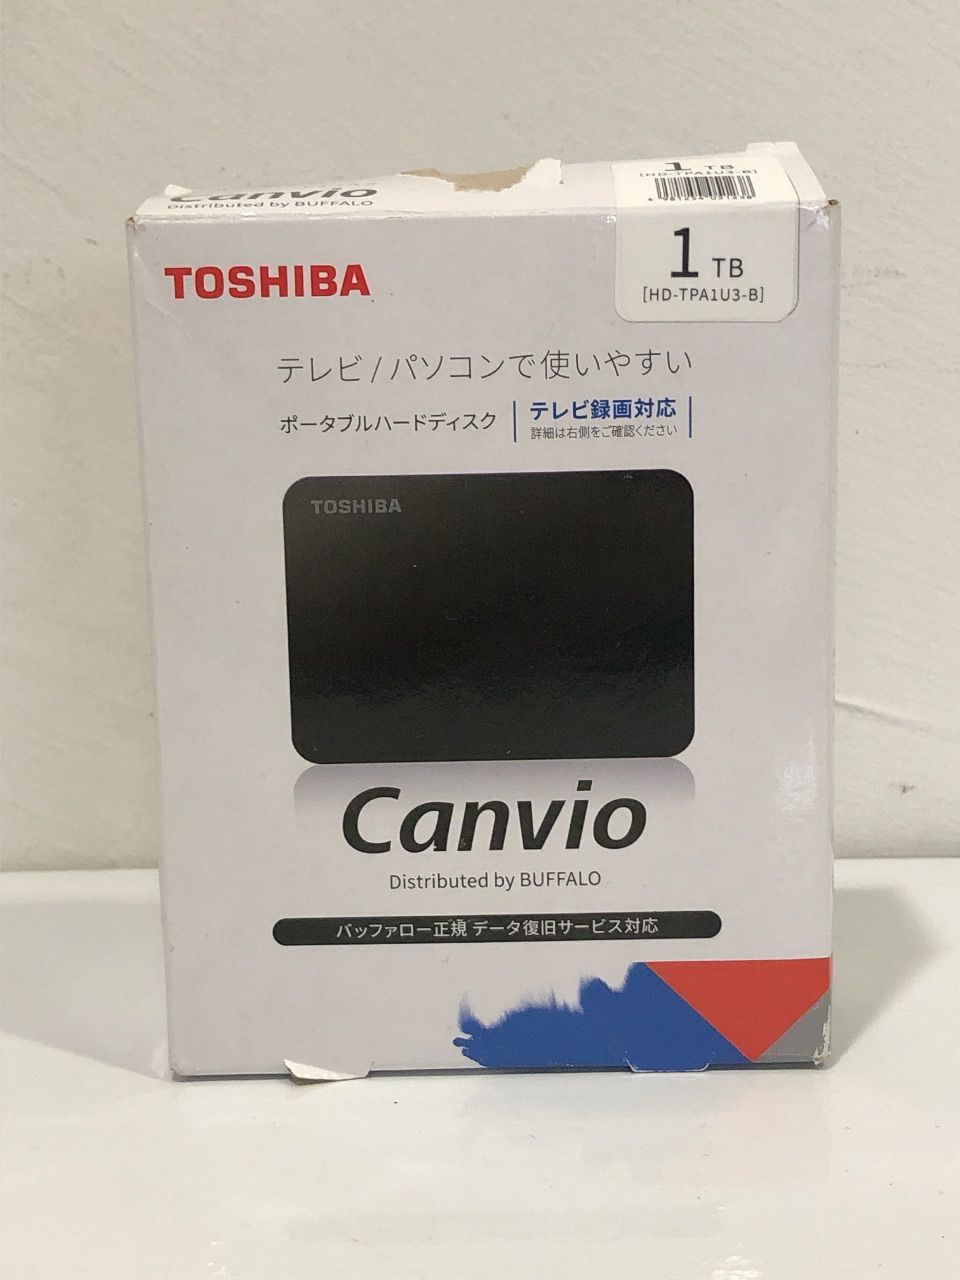 Canvio
Distributed by BUFFALO
1 TB
[HD-TPA1U3-B]
TOSHIBA
1 TB
[HD-TPA1U3-B]
テレビ/パソコンで使いやすい
ポータブルハードディスク
テレビ録画対応
詳細は右側をご確認ください
TOSHIBA
Canvio
Distributed by BUFFALO
バッファロー正規 データ復旧サービス対応